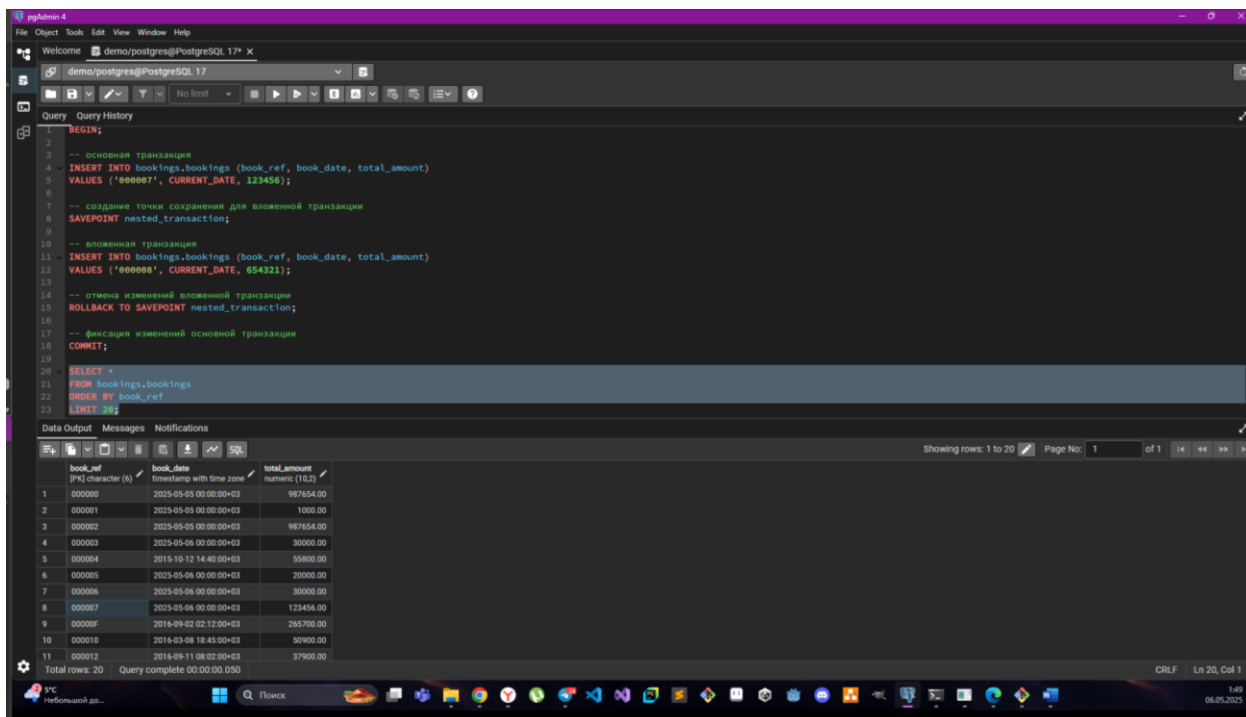 pgAdmin 4
File Object Tools Edit View Window Help
Welcome demo/postgres@PostgreSQL 17*
demo/postgres@PostgreSQL 17
No limit
Query Query History
1 BEGIN;
2
3 -- основная транзакция
4 INSERT INTO bookings.bookings (book_ref, book_date, total_amount)
5 VALUES ('000007', CURRENT_DATE, 123456);
6
7 -- создание точки сохранения для вложенной транзакции
8 SAVEPOINT nested_transaction;
9
10 -- вложенная транзакция
11 INSERT INTO bookings.bookings (book_ref, book_date, total_amount)
12 VALUES ('000008', CURRENT_DATE, 654321);
13
14 -- отмена изменений вложенной транзакции
15 ROLLBACK TO SAVEPOINT nested_transaction;
16
17 -- фиксация изменений основной транзакции
18 COMMIT;
19
20 SELECT *
21 FROM bookings.bookings
22 ORDER BY book_ref
23 LIMIT 20;
Data Output Messages Notifications
SQL Showing rows: 1 to 20 Page No: 1 of 1
book_ref book_date total_amount
[PK] character (6) timestamp with time zone numeric (10,2)
1 000000 2025-05-05 00:00:00+03 987654.00
2 000001 2025-05-05 00:00:00+03 1000.00
3 000002 2025-05-05 00:00:00+03 987654.00
4 000003 2025-05-06 00:00:00+03 30000.00
5 000004 2015-10-12 14:40:00+03 55800.00
6 000005 2025-05-06 00:00:00+03 20000.00
7 000006 2025-05-06 00:00:00+03 30000.00
8 000007 2025-05-06 00:00:00+03 123456.00
9 00000F 2016-09-02 02:12:00+03 265700.00
10 000010 2016-03-08 18:45:00+03 50900.00
11 000012 2016-09-11 08:02:00+03 37900.00
Total rows: 20 Query complete 00:00:00.050 CRLF Ln 20, Col 1
5°C
Небольшой до...
Поиск
1:49
06.05.2025